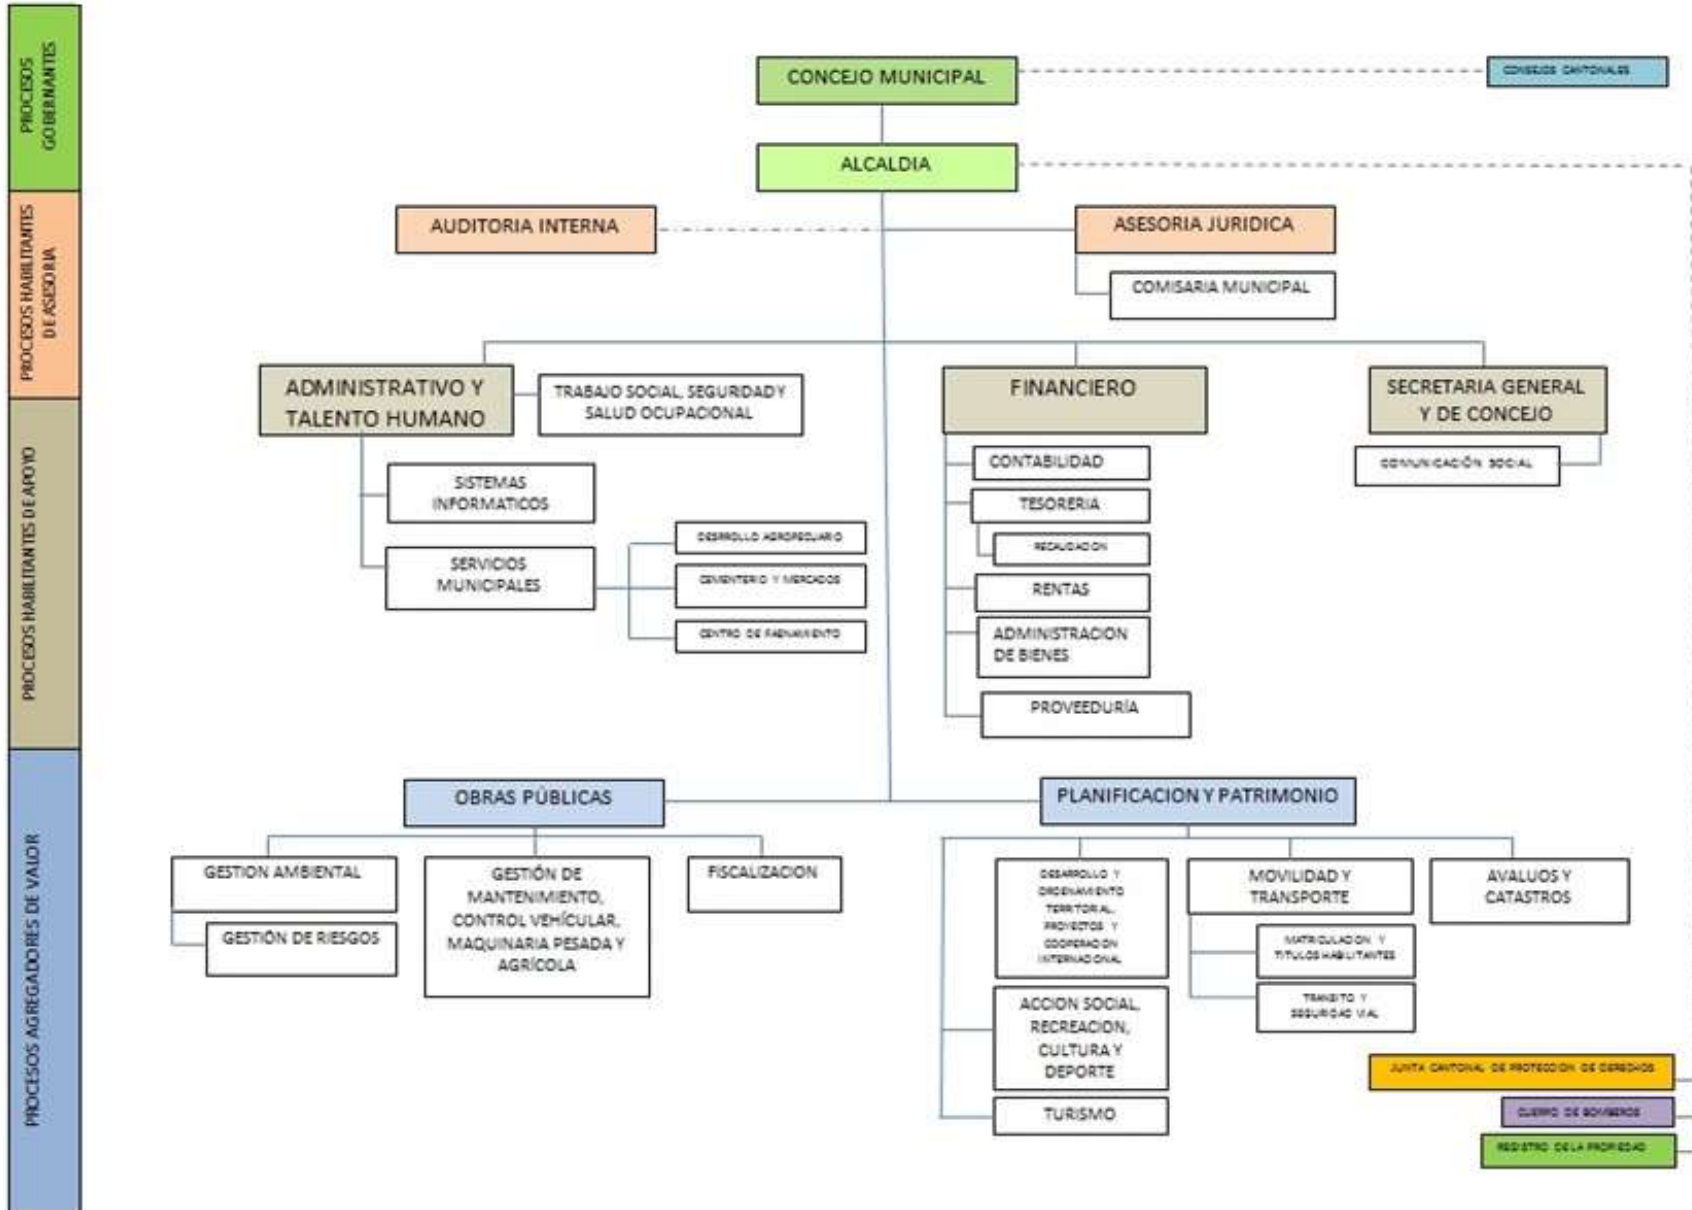 PROCESOS
GOBERNANTES
PROCESOS HABILITANTES
DE ASESORIA
PROCESOS HABILITANTES DE APOYO
PROCESOS AGREGADORES DE VALOR
CONCEJO MUNICIPAL
CONSEJOS CANTONALES
ALCALDIA
AUDITORIA INTERNA
ASESORIA JURIDICA
COMISARIA MUNICIPAL
ADMINISTRATIVO Y
TALENTO HUMANO
TRABAJO SOCIAL, SEGURIDAD Y
SALUD OCUPACIONAL
FINANCIERO
SECRETARIA GENERAL
Y DE CONCEJO
SISTEMAS
INFORMATICOS
SERVICIOS
MUNICIPALES
DESRROLLO AGROPECUARIO
CEMENTERIO Y MERCADOS
CENTRO DE FAENAMIENTO
CONTABILIDAD
TESORERIA
RECAUDACION
RENTAS
ADMINISTRACION
DE BIENES
PROVEEDURÍA
COMUNICACIÓN SOCIAL
OBRAS PÚBLICAS
PLANIFICACION Y PATRIMONIO
GESTION AMBIENTAL
GESTIÓN DE RIESGOS
GESTIÓN DE
MANTENIMIENTO,
CONTROL VEHÍCULAR,
MAQUINARIA PESADA Y
AGRÍCOLA
FISCALIZACION
DESARROLLO Y
ORDENAMIENTO
TERRITORIAL,
PROYECTOS Y
COOPERACION
INTERNACIONAL
ACCION SOCIAL,
RECREACION,
CULTURA Y
DEPORTE
TURISMO
MOVILIDAD Y
TRANSPORTE
MATRICULACION Y
TITULOS HABILITANTES
TRANSITO Y
SEGURIDAD VIAL
AVALUOS Y
CATASTROS
JUNTA CANTONAL DE PROTECCION DE DERECHOS
CUERPO DE BOMBEROS
REGISTRO DE LA PROPIEDAD